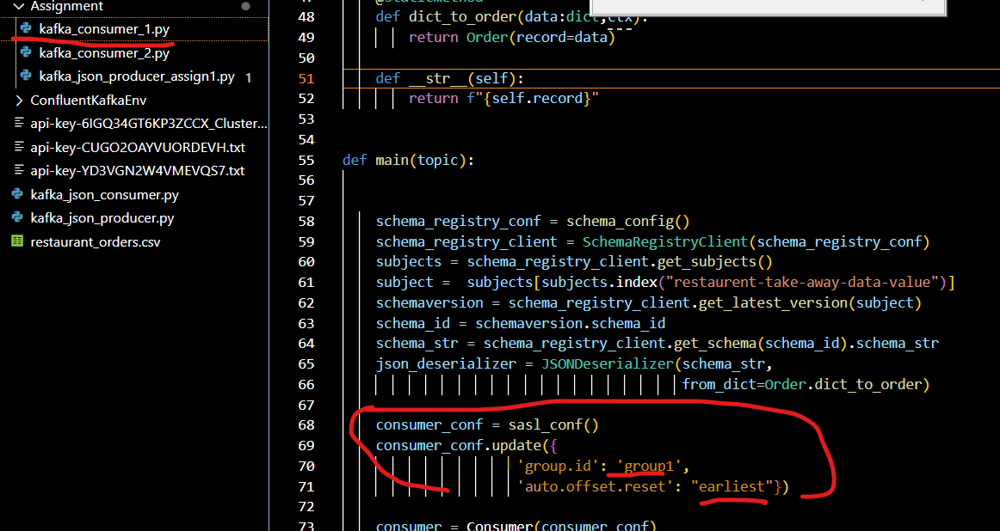 Assignment
kafka_consumer_1.py
kafka_consumer_2.py
kafka_json_producer_assign1.py 1
ConfluentKafkaEnv
api-key-6IGQ34GT6KP3ZCCX_Cluster...
api-key-CUGO2OAYVUORDEVH.txt
api-key-YD3VGN2W4VMEVQS7.txt
kafka_json_consumer.py
kafka_json_producer.py
restaurant_orders.csv
47 @staticmethod
48 def dict_to_order(data:dict,ctx):
49 return Order(record=data)
50
51 def __str__(self):
52 return f"{self.record}"
53
54
55 def main(topic):
56
57
58 schema_registry_conf = schema_config()
59 schema_registry_client = SchemaRegistryClient(schema_registry_conf)
60 subjects = schema_registry_client.get_subjects()
61 subject =  subjects[subjects.index("restaurent-take-away-data-value")]
62 schemaversion = schema_registry_client.get_latest_version(subject)
63 schema_id = schemaversion.schema_id
64 schema_str = schema_registry_client.get_schema(schema_id).schema_str
65 json_deserializer = JSONDeserializer(schema_str,
66 from_dict=Order.dict_to_order)
67
68 consumer_conf = sasl_conf()
69 consumer_conf.update({
70 'group.id': 'group1',
71 'auto.offset.reset': "earliest"})
72
73 consumer = Consumer(consumer_conf)